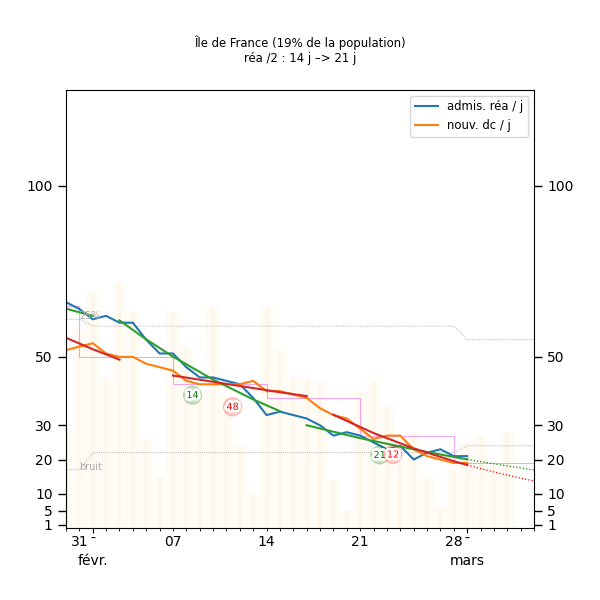 Île de France (19% de la population)
réa /2 : 14 j –> 21 j
admis. réa / j
nouv. dc / j
100 100
25%
50 50
14
48
30 30
21 12
20 20
bruit
10 10
5 5
1 1
31 - 07 14 21 28 -
févr. mars